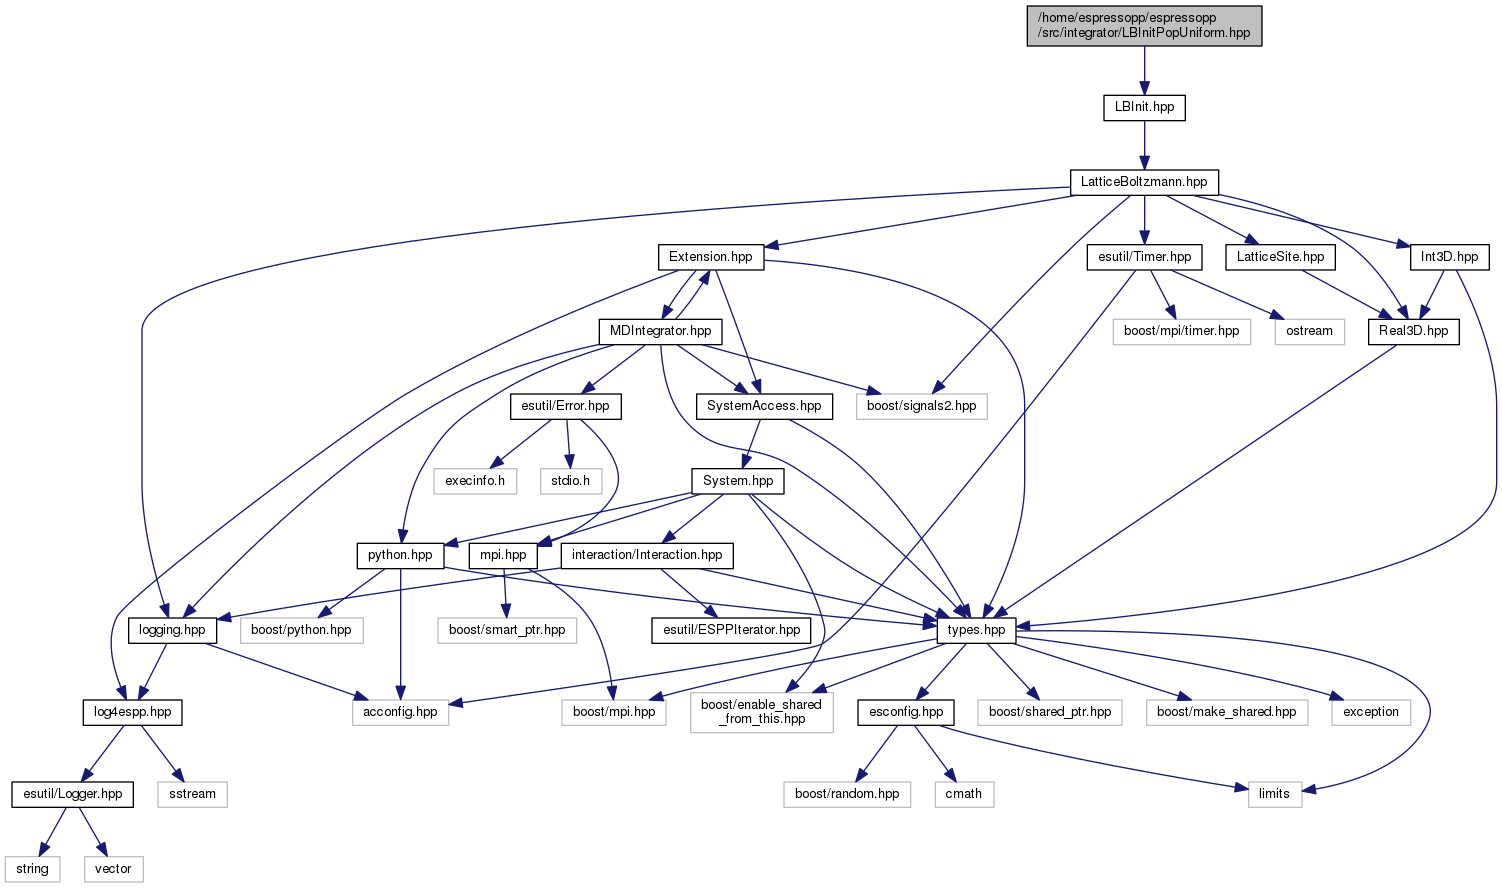 /home/espressopp/espressopp
/src/integrator/LBInitPopUniform.hpp
LBInit.hpp
LatticeBoltzmann.hpp
Extension.hpp
esutil/Timer.hpp
LatticeSite.hpp
Int3D.hpp
MDIntegrator.hpp
boost/mpi/timer.hpp
ostream
Real3D.hpp
esutil/Error.hpp
SystemAccess.hpp
boost/signals2.hpp
execinfo.h
stdio.h
System.hpp
python.hpp
mpi.hpp
interaction/Interaction.hpp
logging.hpp
boost/python.hpp
boost/smart_ptr.hpp
esutil/ESPPIterator.hpp
types.hpp
log4espp.hpp
acconfig.hpp
boost/mpi.hpp
boost/enable_shared
_from_this.hpp
esconfig.hpp
boost/shared_ptr.hpp
boost/make_shared.hpp
exception
esutil/Logger.hpp
sstream
boost/random.hpp
cmath
limits
string
vector